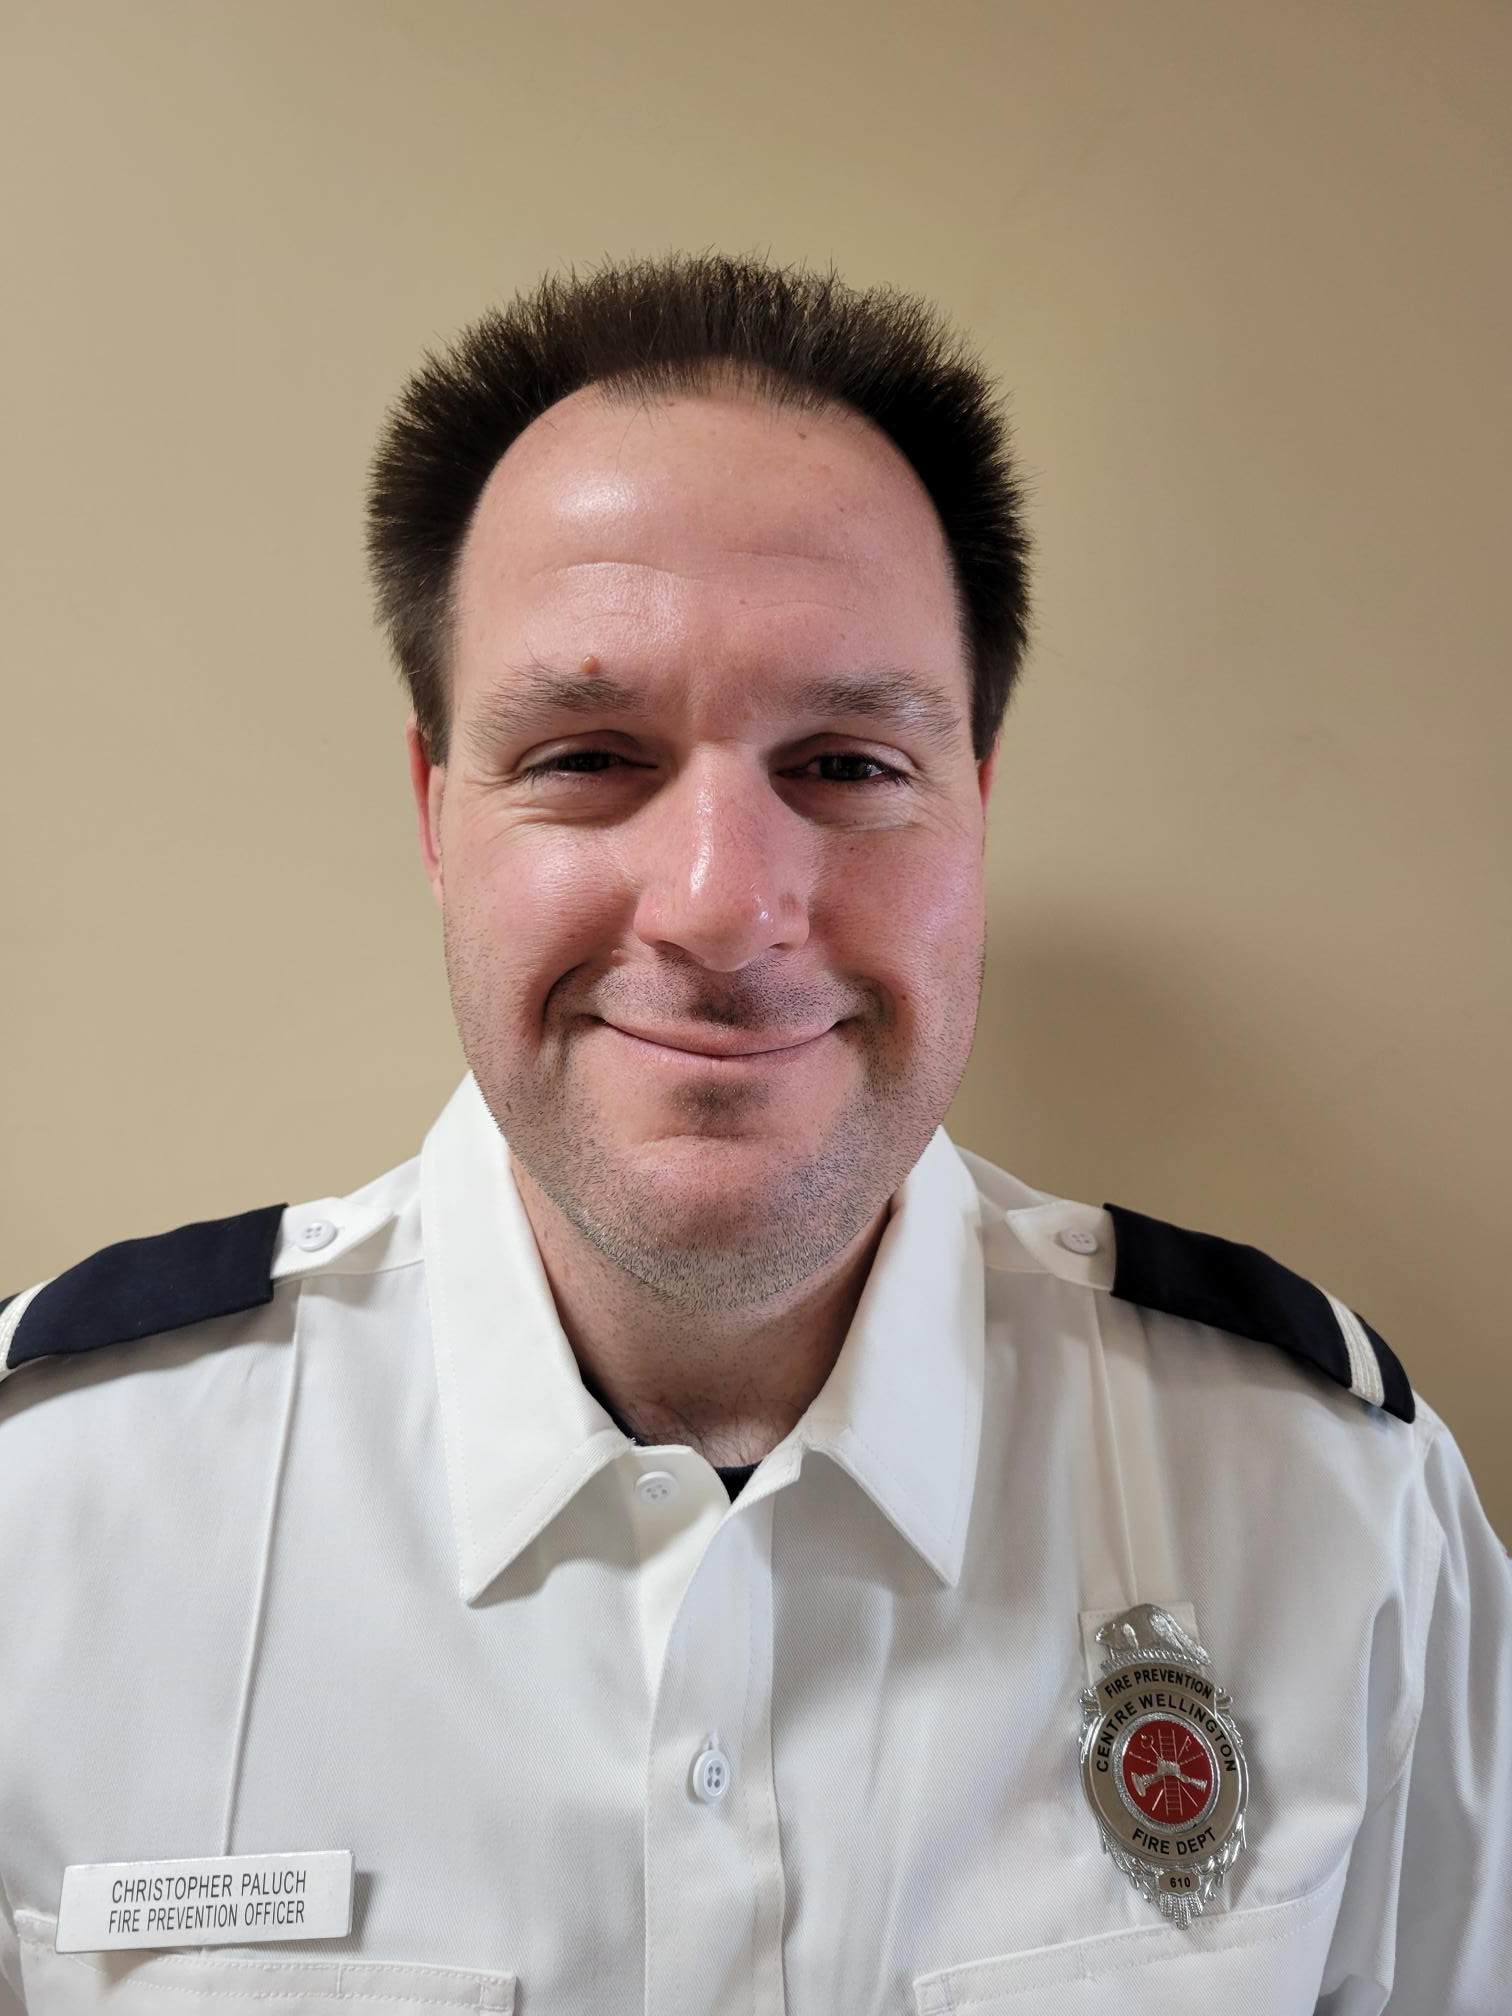 FIRE PREVENTION
CENTRE WELLINGTON
FIRE DEPT
610
CHRISTOPHER PALUCH
FIRE PREVENTION OFFICER